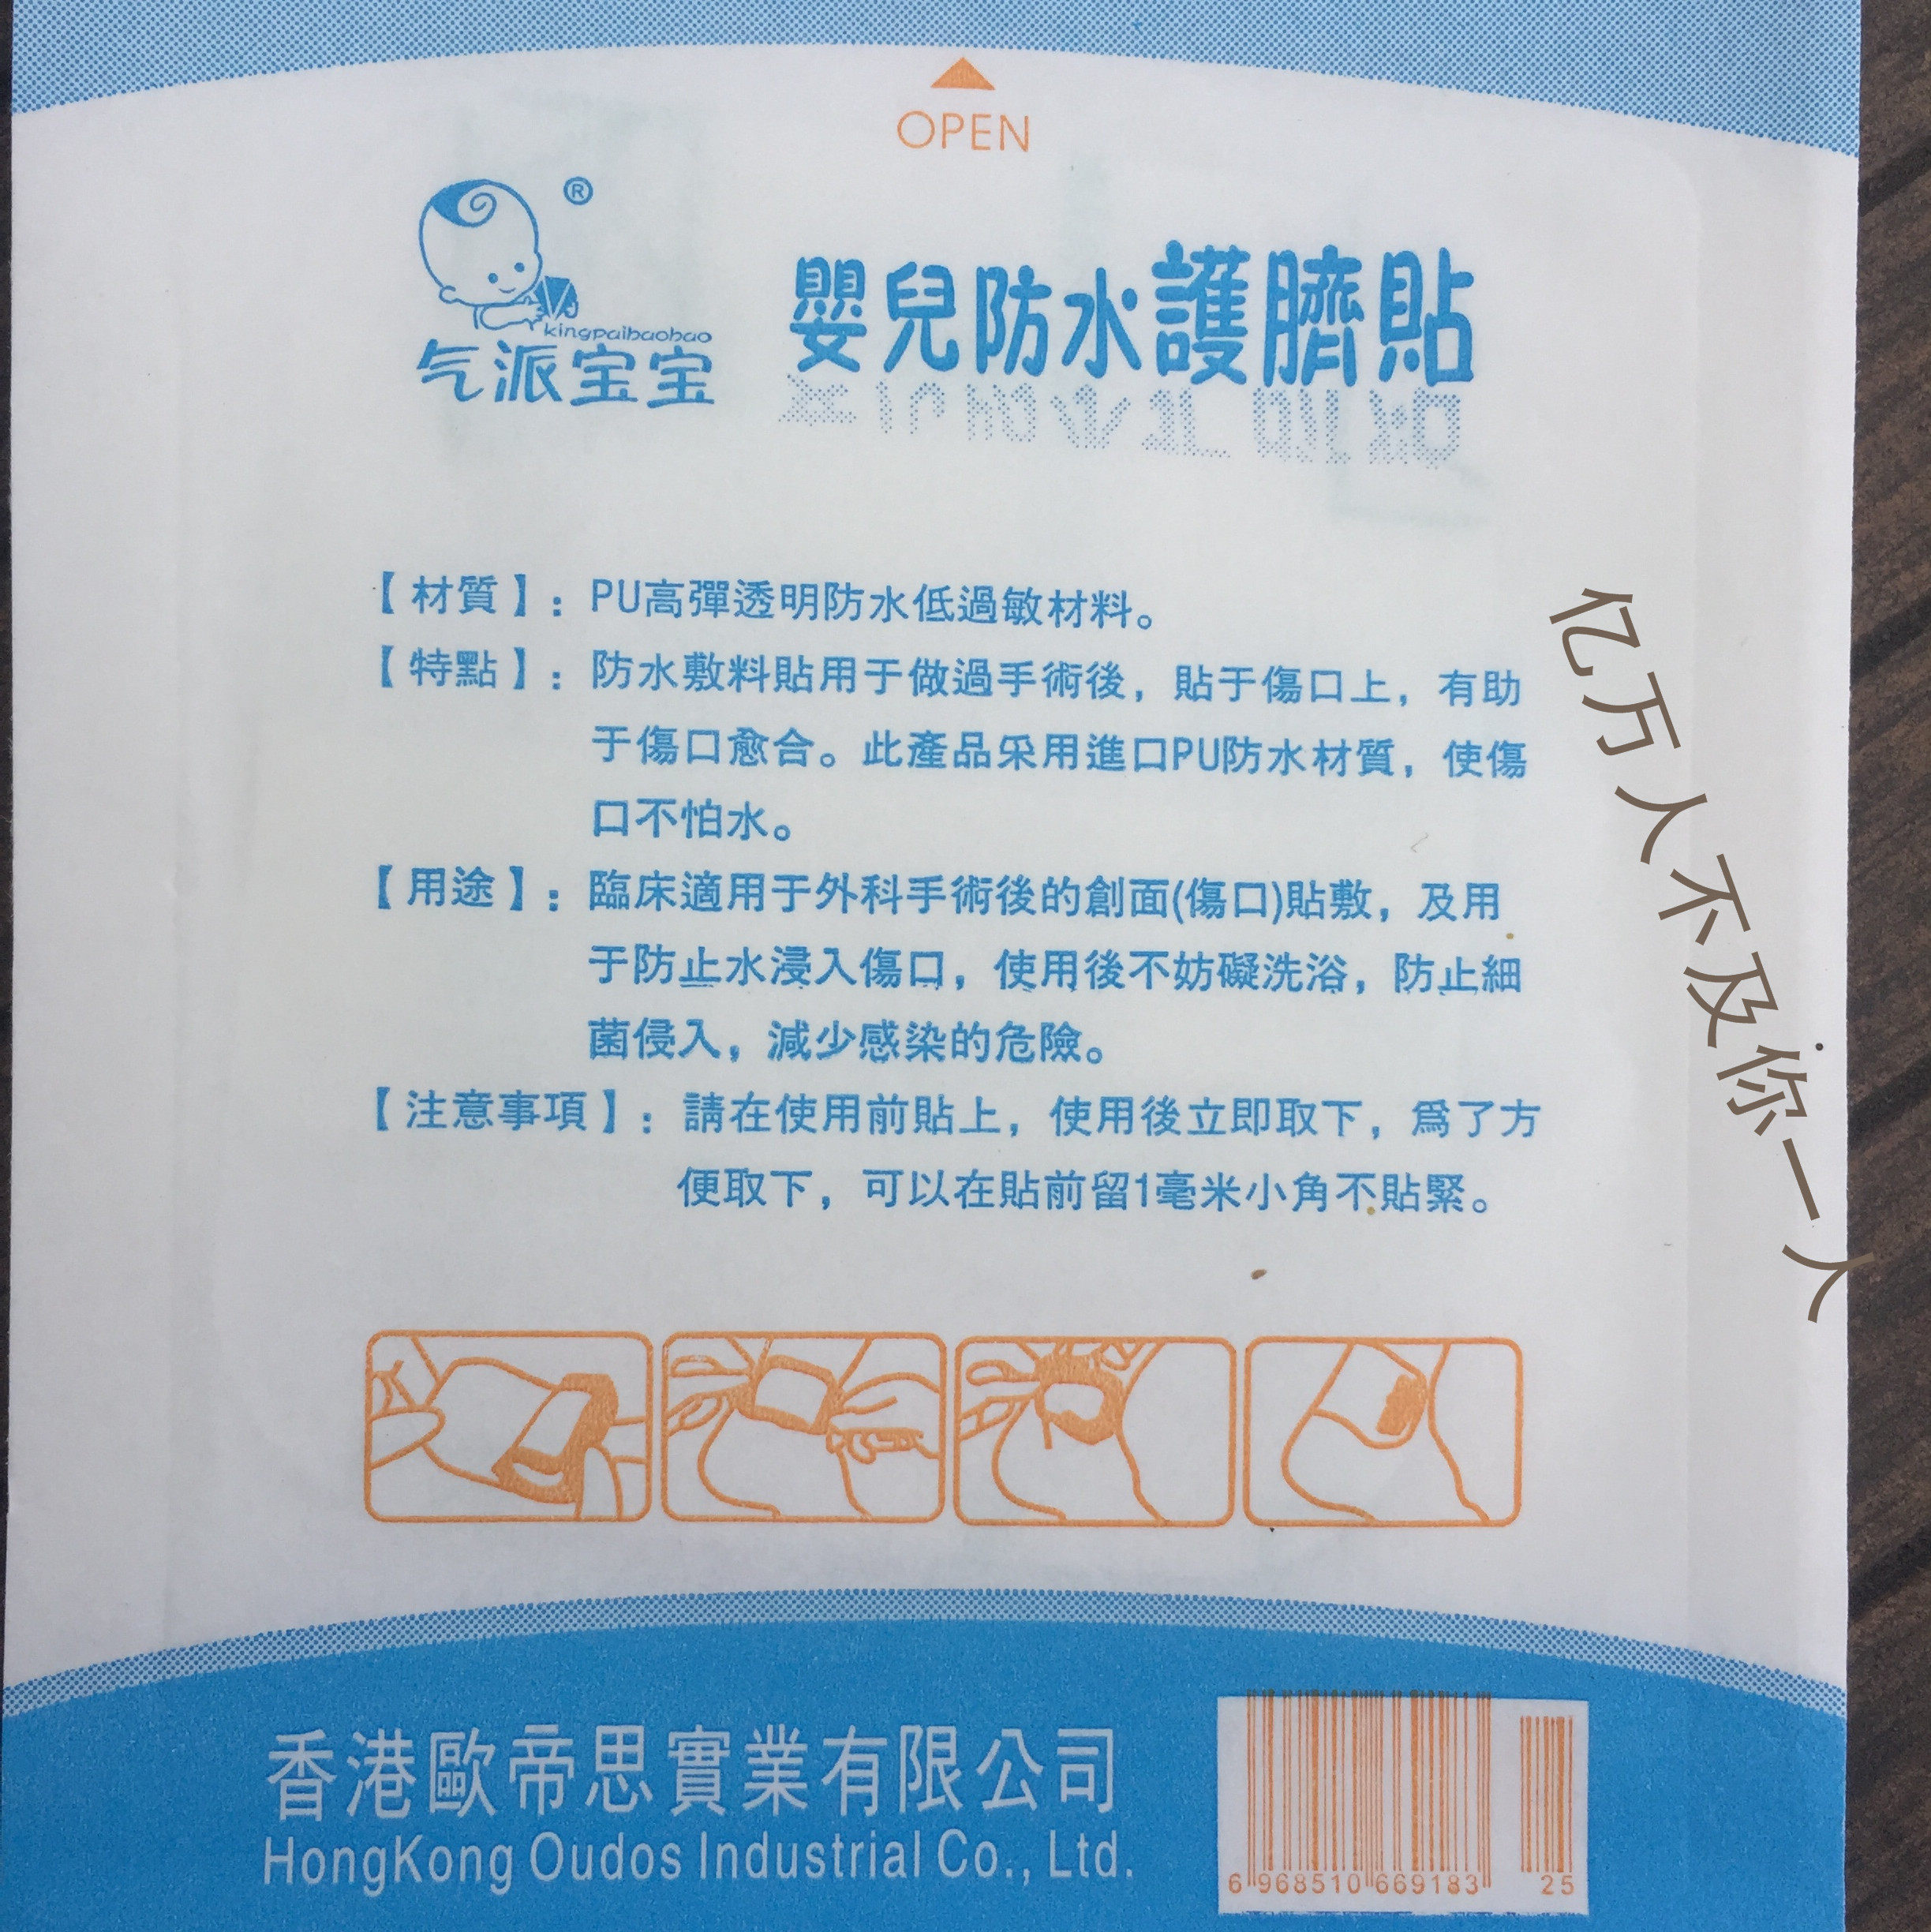 OPEN
®
kingpaibaobao
气派宝宝
嬰兒防水護臍貼
【材質】：PU高彈透明防水低過敏材料。
【特點】：防水敷料貼用于做過手術後，貼于傷口上，有助
于傷口愈合。此產品采用進口PU防水材質，使傷
口不怕水。
【用途】：臨床適用于外科手術後的創面(傷口)貼敷，及用
于防止水浸入傷口，使用後不妨礙洗浴，防止細
菌侵入，減少感染的危險。
【注意事項】：請在使用前貼上，使用後立即取下，爲了方
便取下，可以在貼前留1毫米小角不貼緊。
亿万人不及你一人
香港歐帝思實業有限公司
HongKong Oudos Industrial Co., Ltd.
6 968510 669183 25